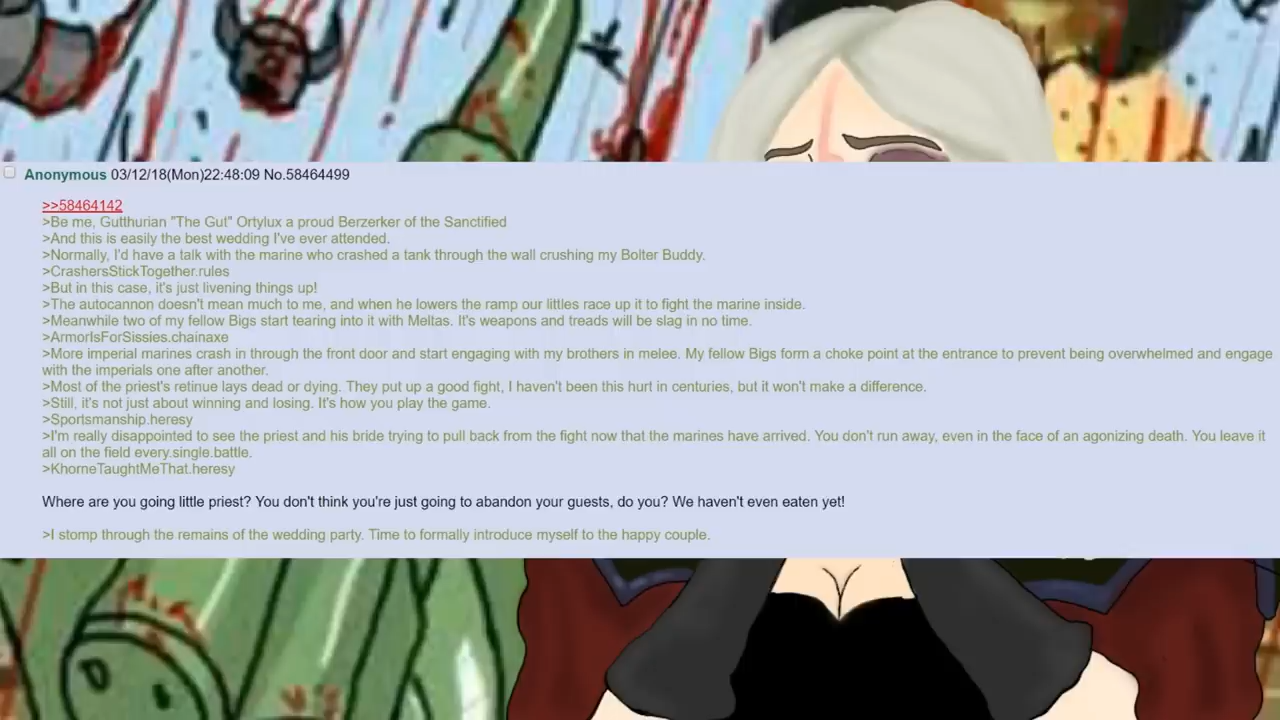 Anonymous 03/12/18(Mon)22:48:09 No.58464499
>>58464142
>Be me, Gutthurian "The Gut" Ortylux a proud Berzerker of the Sanctified
>And this is easily the best wedding I've ever attended.
>Normally, I'd have a talk with the marine who crashed a tank through the wall crushing my Bolter Buddy.
>CrashersStickTogether.rules
>But in this case, it's just livening things up!
>The autocannon doesn't mean much to me, and when he lowers the ramp our littles race up it to fight the marine inside.
>Meanwhile two of my fellow Bigs start tearing into it with Meltas. It's weapons and treads will be slag in no time.
>ArmorIsForSissies.chainaxe
>More imperial marines crash in through the front door and start engaging with my brothers in melee. My fellow Bigs form a choke point at the entrance to prevent being overwhelmed and engage
with the imperials one after another.
>Most of the priest's retinue lays dead or dying. They put up a good fight, I haven't been this hurt in centuries, but it won't make a difference.
>Still, it's not just about winning and losing. It's how you play the game.
>Sportsmanship.heresy
>I'm really disappointed to see the priest and his bride trying to pull back from the fight now that the marines have arrived. You don't run away, even in the face of an agonizing death. You leave it
all on the field every.single.battle.
>KhorneTaughtMeThat.heresy
Where are you going little priest? You don't think you're just going to abandon your guests, do you? We haven't even eaten yet!
>I stomp through the remains of the wedding party. Time to formally introduce myself to the happy couple.